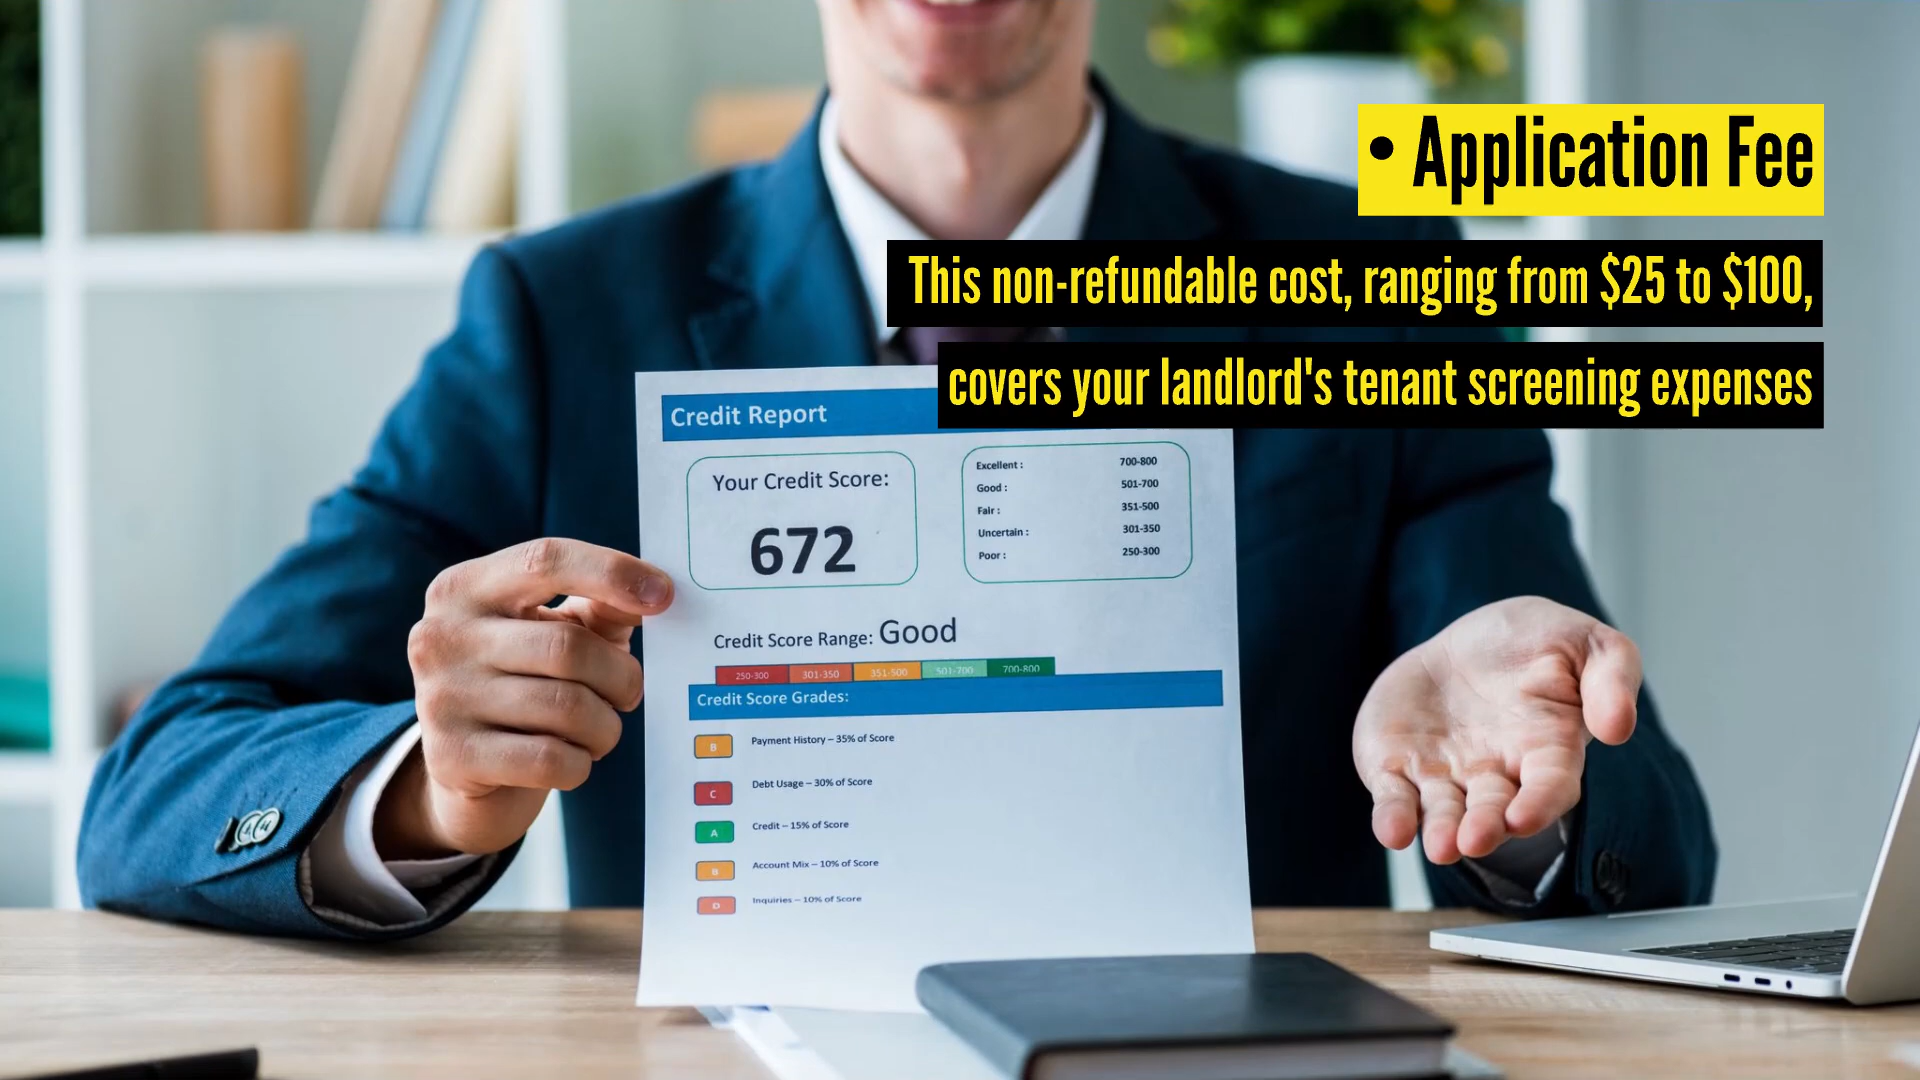 • Application Fee
This non-refundable cost, ranging from $25 to $100,
covers your landlord's tenant screening expenses
Credit Report
Your Credit Score:
672
Excellent : 700-800
Good : 501-700
Fair : 351-500
Uncertain : 301-350
Poor : 250-300
Credit Score Range: Good
250-300 301-350 351-500 501-700 700-800
Credit Score Grades:
B Payment History – 35% of Score
C Debt Usage – 30% of Score
A Credit – 15% of Score
B Account Mix – 10% of Score
D Inquiries – 10% of Score